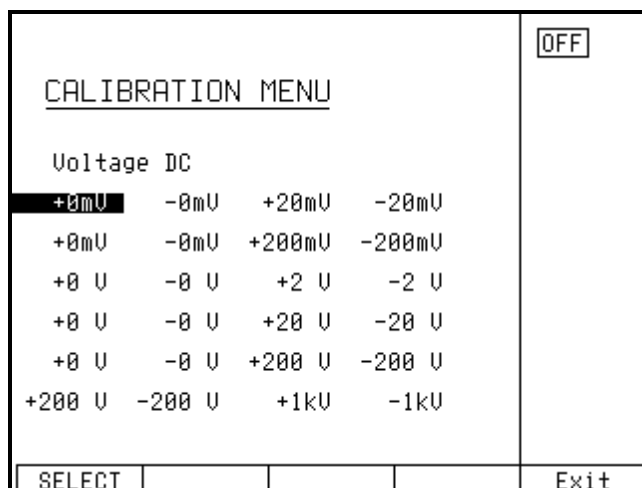 OFF
CALIBRATION MENU
Voltage DC
+0mV -0mV +20mV -20mV
+0mV -0mV +200mV -200mV
+0 V -0 V +2 V -2 V
+0 V -0 V +20 V -20 V
+0 V -0 V +200 V -200 V
+200 V -200 V +1kV -1kV
SELECT Exit